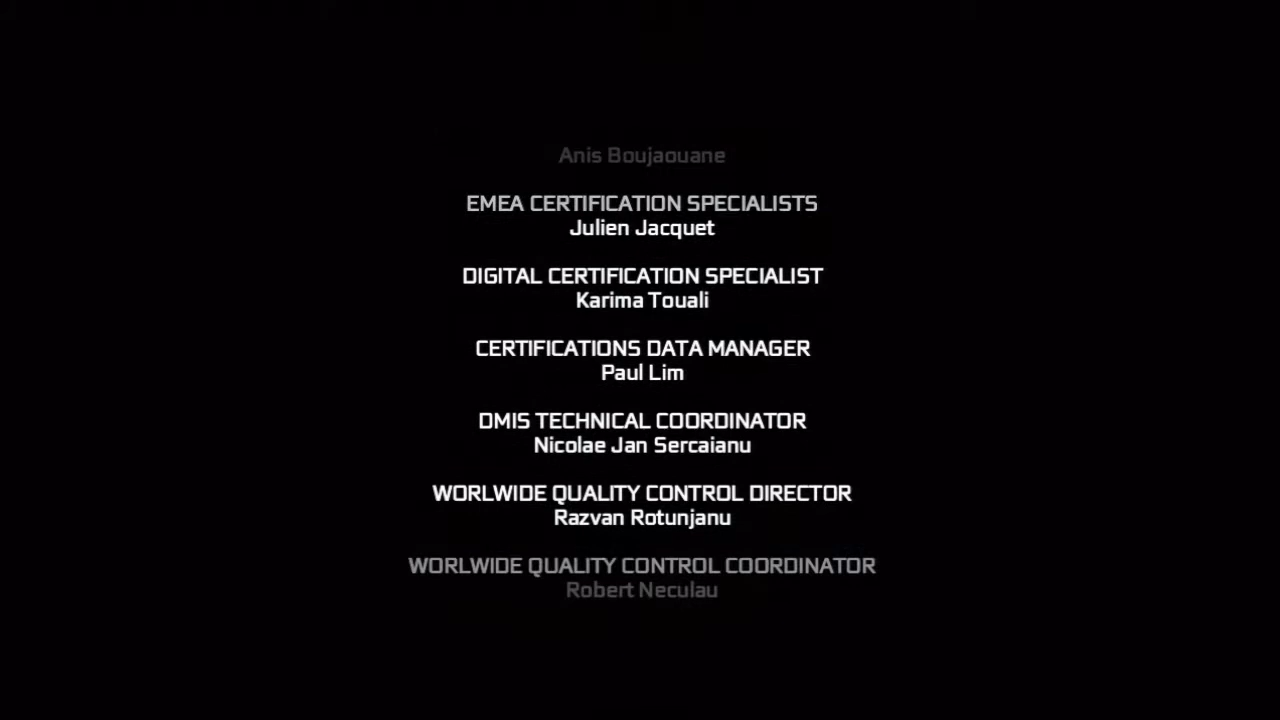 Anis Boujaouane
EMEA CERTIFICATION SPECIALISTS
Julien Jacquet
DIGITAL CERTIFICATION SPECIALIST
Karima Touali
CERTIFICATIONS DATA MANAGER
Paul Lim
DMIS TECHNICAL COORDINATOR
Nicolae Jan Sercaianu
WORLWIDE QUALITY CONTROL DIRECTOR
Razvan Rotunjanu
WORLWIDE QUALITY CONTROL COORDINATOR
Robert Neculau